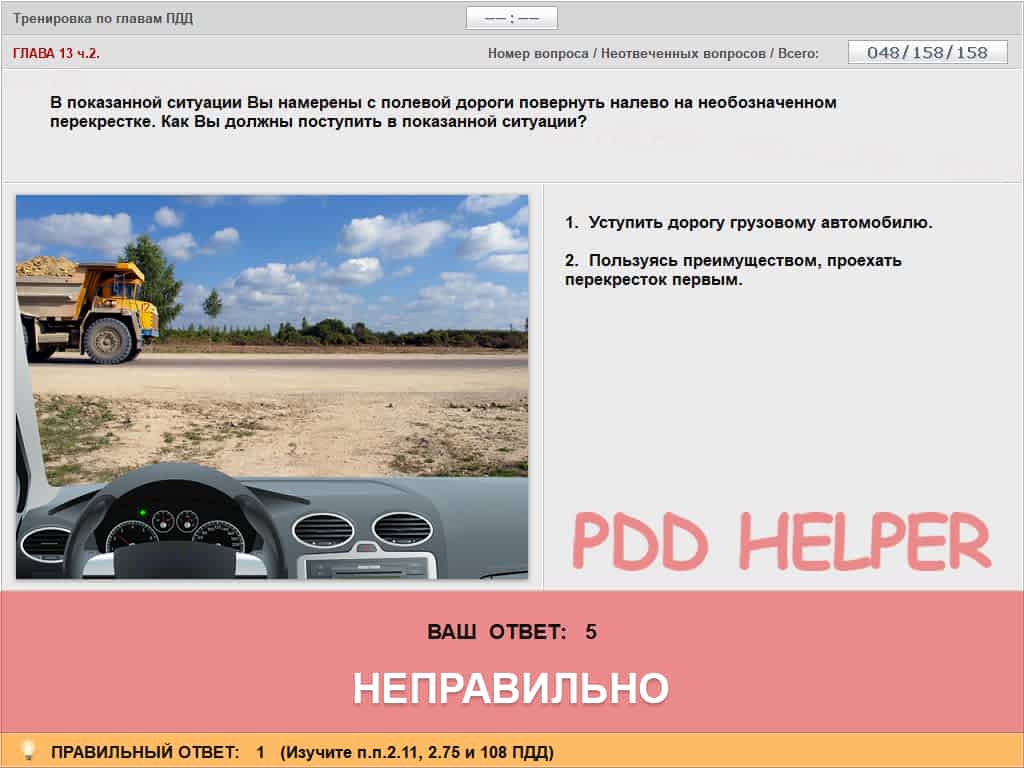 Тренировка по главам ПДД
–– : ––
ГЛАВА 13 ч.2.
Номер вопроса / Неотвеченных вопросов / Всего:
048/158/158
В показанной ситуации Вы намерены с полевой дороги повернуть налево на необозначенном
перекрестке. Как Вы должны поступить в показанной ситуации?
1. Уступить дорогу грузовому автомобилю.
2. Пользуясь преимуществом, проехать
перекресток первым.
PDD HELPER
ВАШ ОТВЕТ: 5
НЕПРАВИЛЬНО
ПРАВИЛЬНЫЙ ОТВЕТ: 1 (Изучите п.п.2.11, 2.75 и 108 ПДД)